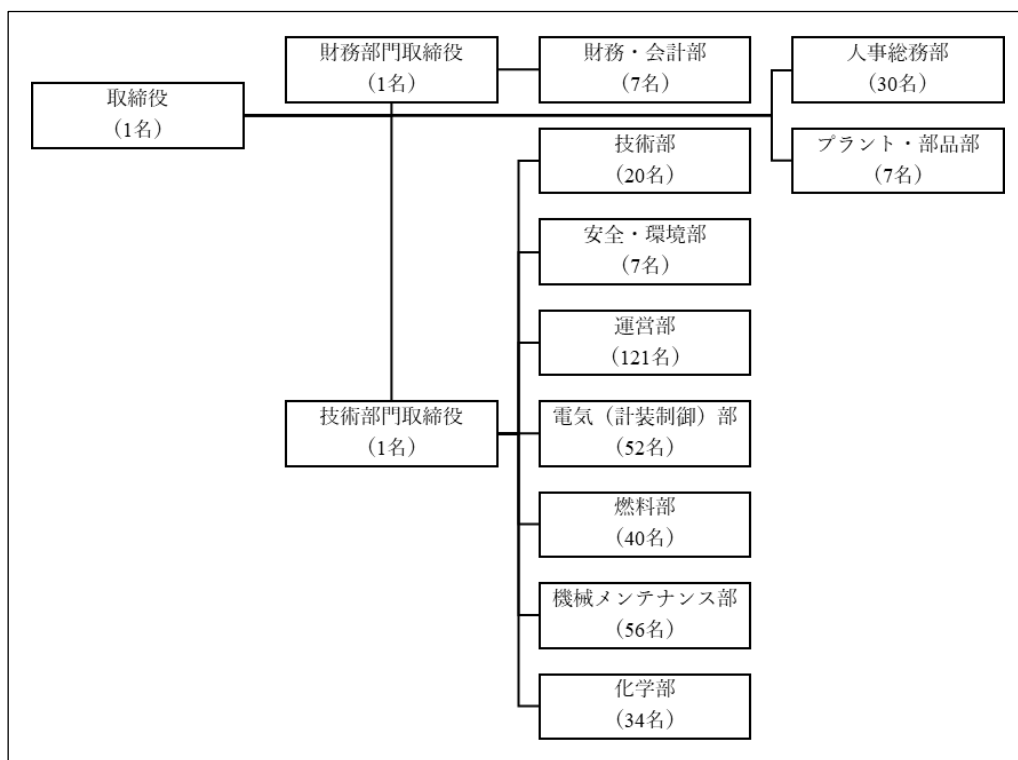 財務部門取締役
（1名）
財務・会計部
（7名）
人事総務部
（30名）
取締役
（1名）
技術部
（20名）
プラント・部品部
（7名）
安全・環境部
（7名）
運営部
（121名）
技術部門取締役
（1名）
電気（計装制御）部
（52名）
燃料部
（40名）
機械メンテナンス部
（56名）
化学部
（34名）